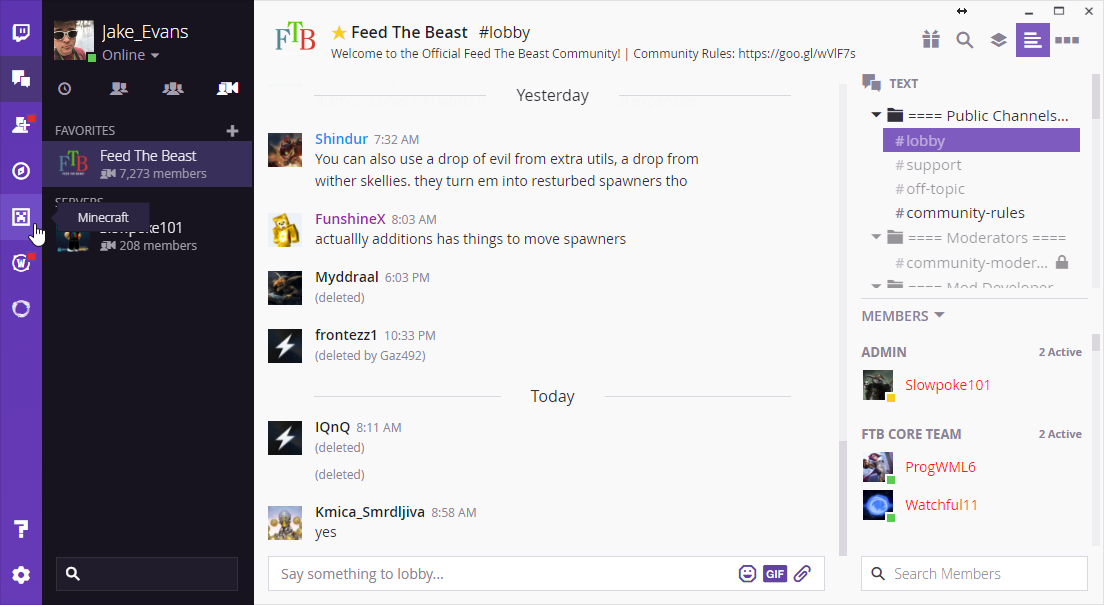 Jake_Evans
Online
FAVORITES
Feed The Beast
7,273 members
SERVERS
Minecraft
Slowpoke101
208 members
FTB
Feed The Beast #lobby
Welcome to the Official Feed The Beast Community! | Community Rules: https://goo.gl/wVlF7s
Yesterday
Shindur 7:32 AM
You can also use a drop of evil from extra utils, a drop from
wither skellies. they turn em into resturbed spawners tho
FunshineX 8:03 AM
actuallly additions has things to move spawners
Myddraal 6:03 PM
(deleted)
frontezz1 10:33 PM
(deleted by Gaz492)
Today
IQnQ 8:11 AM
(deleted)
(deleted)
Kmica_Smrdljiva 8:58 AM
yes
Say something to lobby...
GIF
TEXT
==== Public Channels...
#lobby
#support
#off-topic
#community-rules
==== Moderators ====
#community-moder...
==== Mod Developer
MEMBERS
ADMIN 2 Active
Slowpoke101
FTB CORE TEAM 2 Active
ProgWML6
Watchful11
Search Members